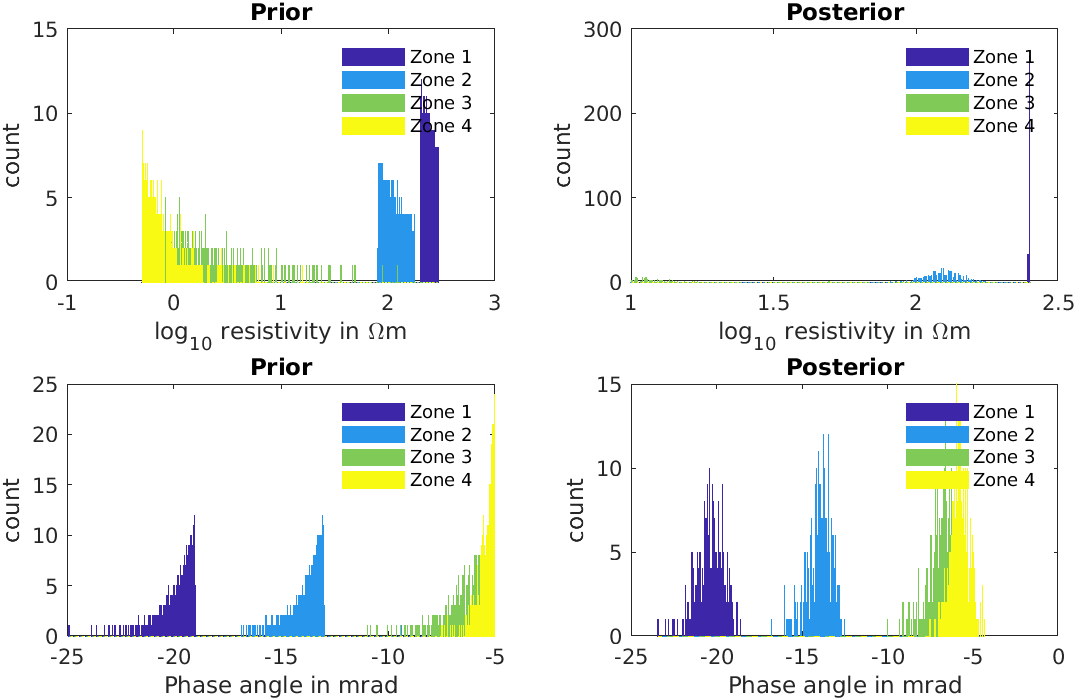 Prior
15
10
5
0
count
-1
0
1
2
3
log10 resistivity in Ωm
Zone 1
Zone 2
Zone 3
Zone 4
Posterior
300
200
100
0
count
1
1.5
2
2.5
log10 resistivity in Ωm
Zone 1
Zone 2
Zone 3
Zone 4
Prior
25
20
15
10
5
0
count
-25
-20
-15
-10
-5
Phase angle in mrad
Zone 1
Zone 2
Zone 3
Zone 4
Posterior
15
10
5
0
count
-25
-20
-15
-10
-5
0
Phase angle in mrad
Zone 1
Zone 2
Zone 3
Zone 4